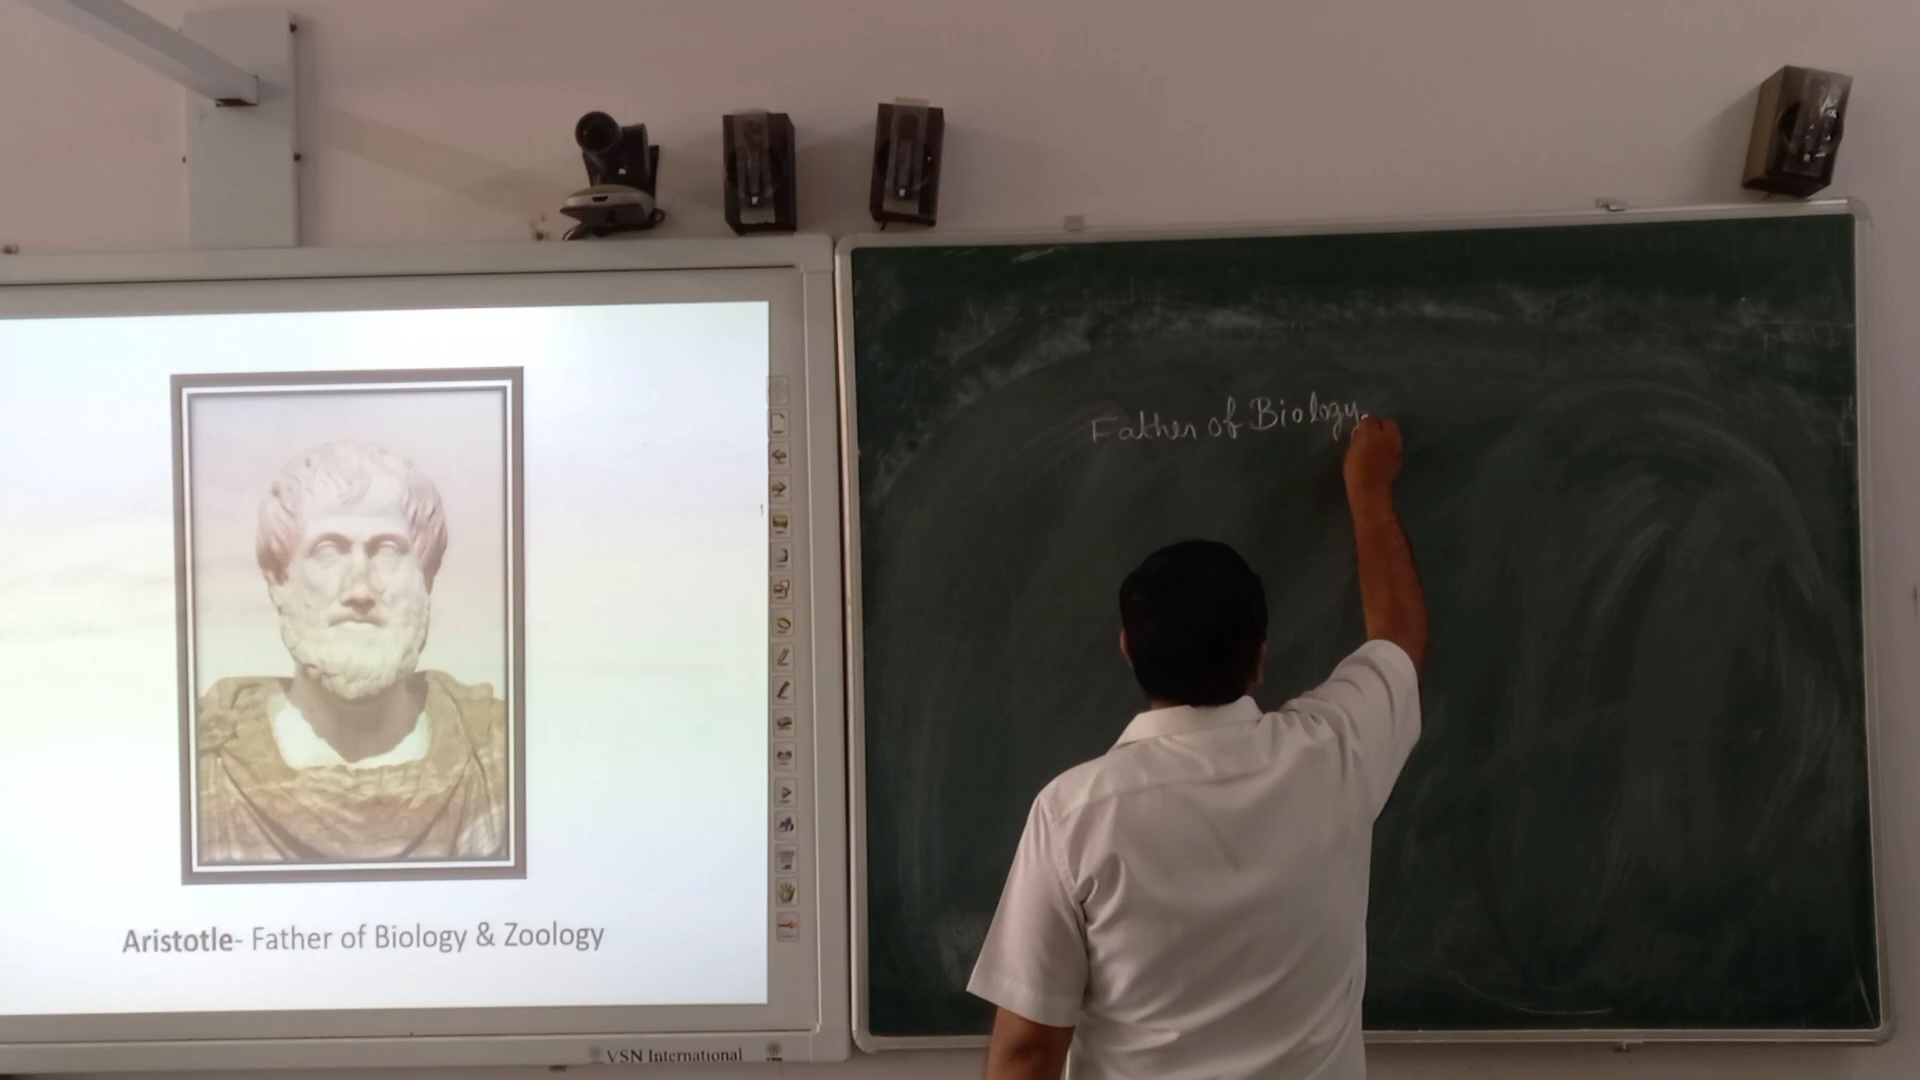 Father of Biology
Aristotle- Father of Biology & Zoology
VSN International